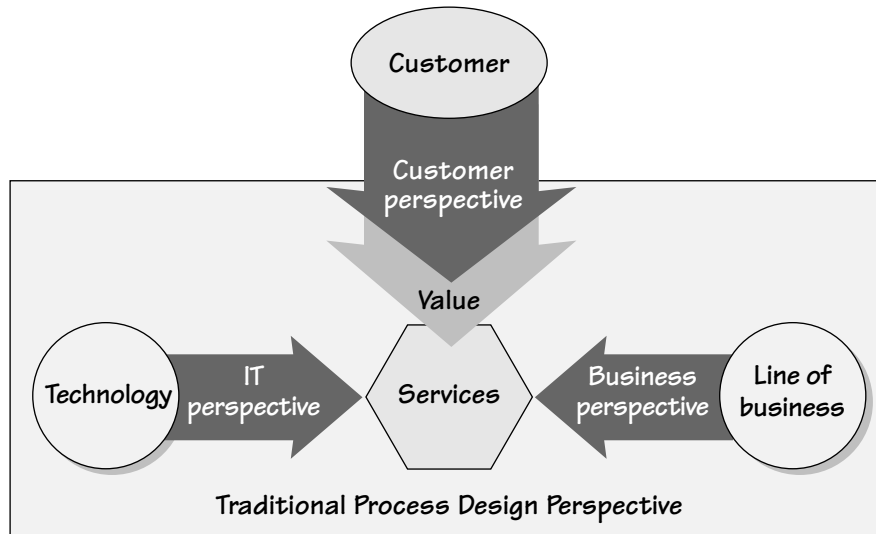 Customer
Customer
perspective
Value
Technology
IT
perspective
Services
Business
perspective
Line of
business
Traditional Process Design Perspective